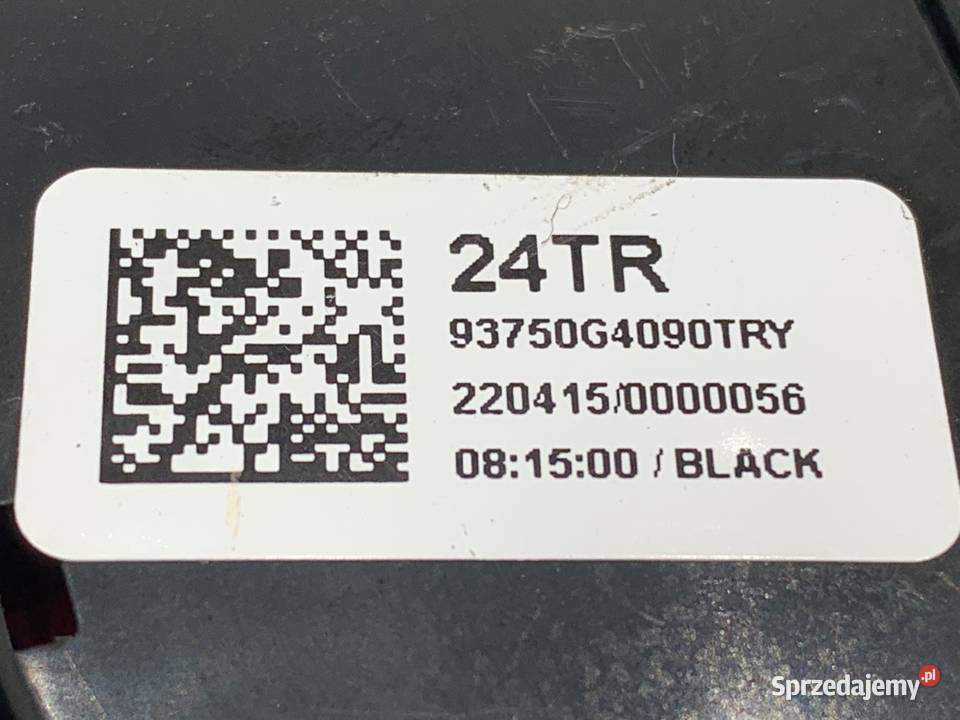 24TR
93750G4090TRY
220415/0000056
08:15:00 / BLACK
Sprzedajemy.pl